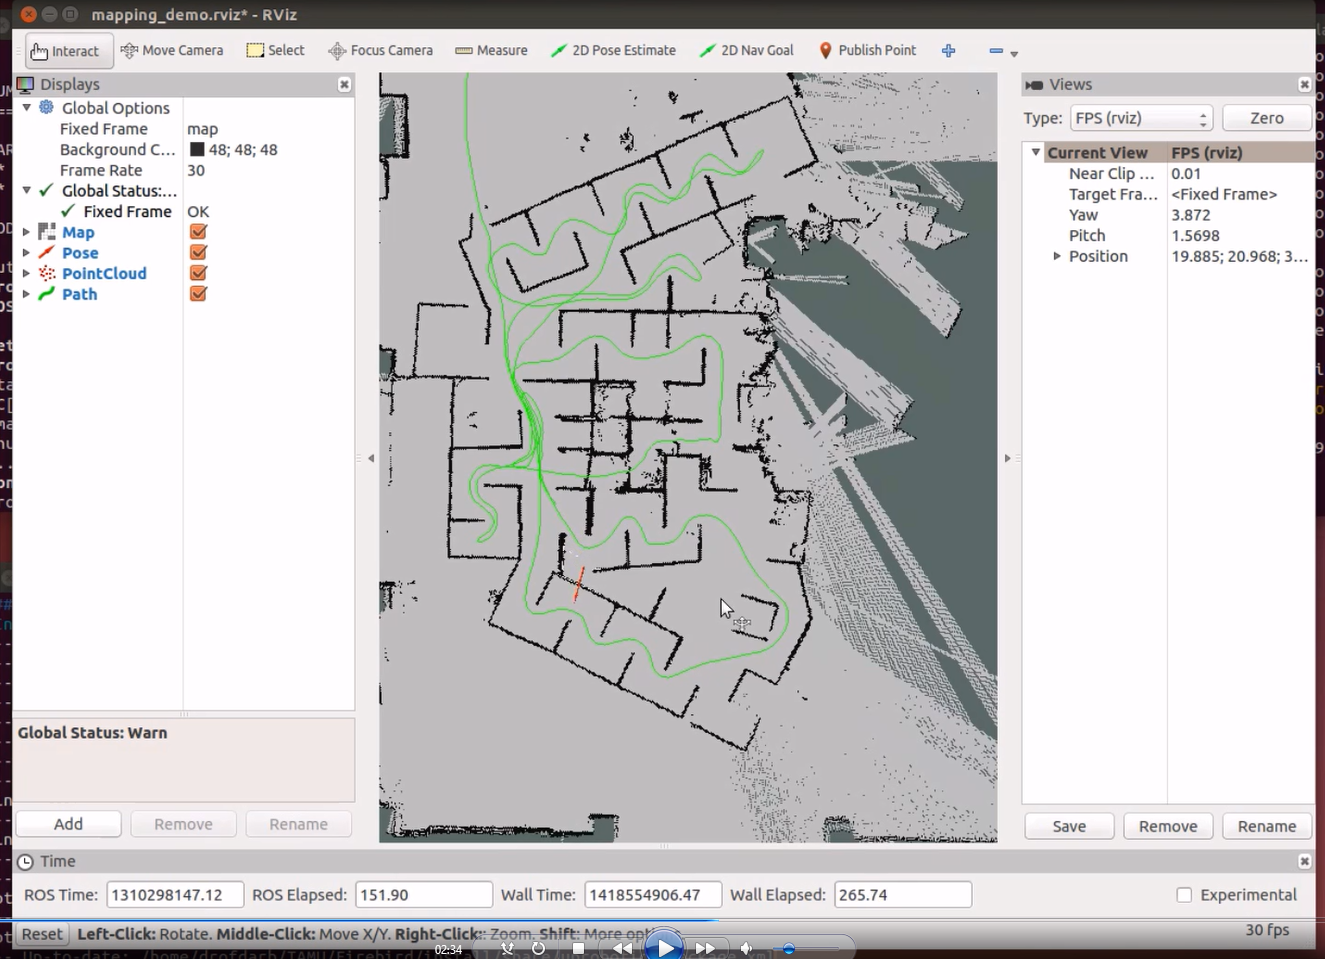 mapping_demo.rviz* - RViz
Interact Move Camera Select Focus Camera Measure 2D Pose Estimate 2D Nav Goal Publish Point
Displays
Global Options
Fixed Frame map
Background C... 48; 48; 48
Frame Rate 30
Global Status:...
Fixed Frame OK
Map
Pose
PointCloud
Path
Global Status: Warn
Add Remove Rename
Views
Type: FPS (rviz) Zero
Current View FPS (rviz)
Near Clip ... 0.01
Target Fra... <Fixed Frame>
Yaw 3.872
Pitch 1.5698
Position 19.885; 20.968; 3...
Save Remove Rename
Time
ROS Time: 1310298147.12 ROS Elapsed: 151.90 Wall Time: 1418554906.47 Wall Elapsed: 265.74 Experimental
Reset Left-Click: Rotate. Middle-Click: Move X/Y. Right-Click: Zoom. Shift: More 30 fps
02:34